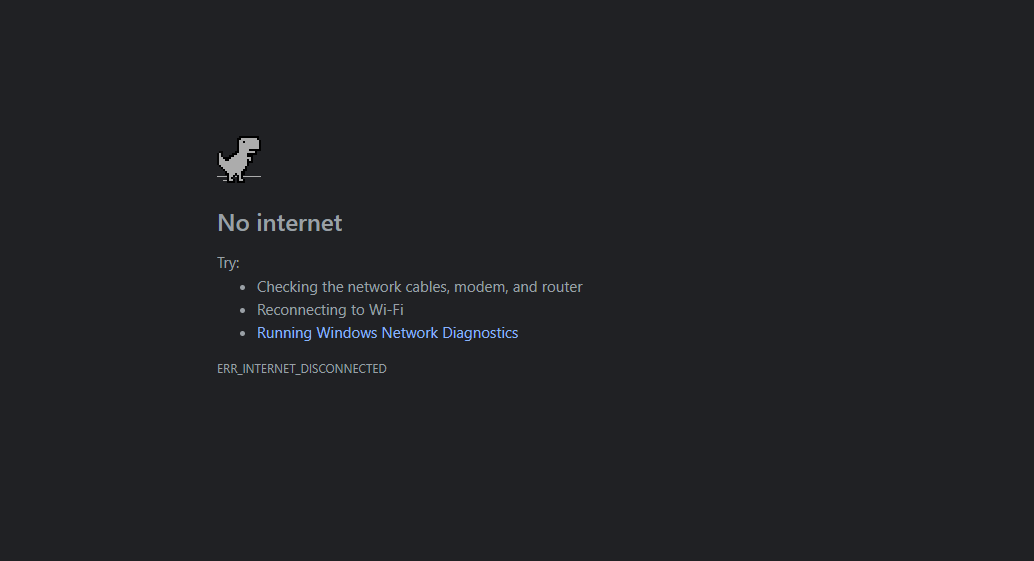 No internet
Try:
• Checking the network cables, modem, and router
• Reconnecting to Wi-Fi
• Running Windows Network Diagnostics
ERR_INTERNET_DISCONNECTED